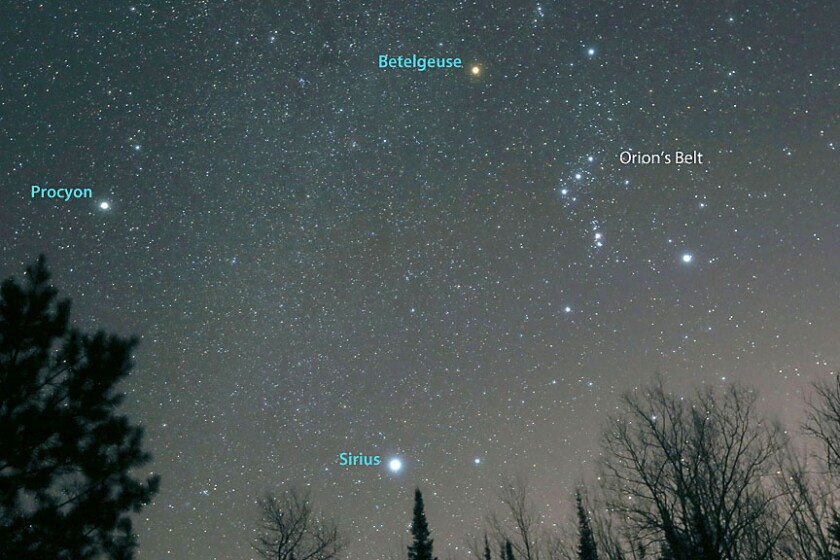 Betelgeuse
Orion's Belt
Procyon
Sirius